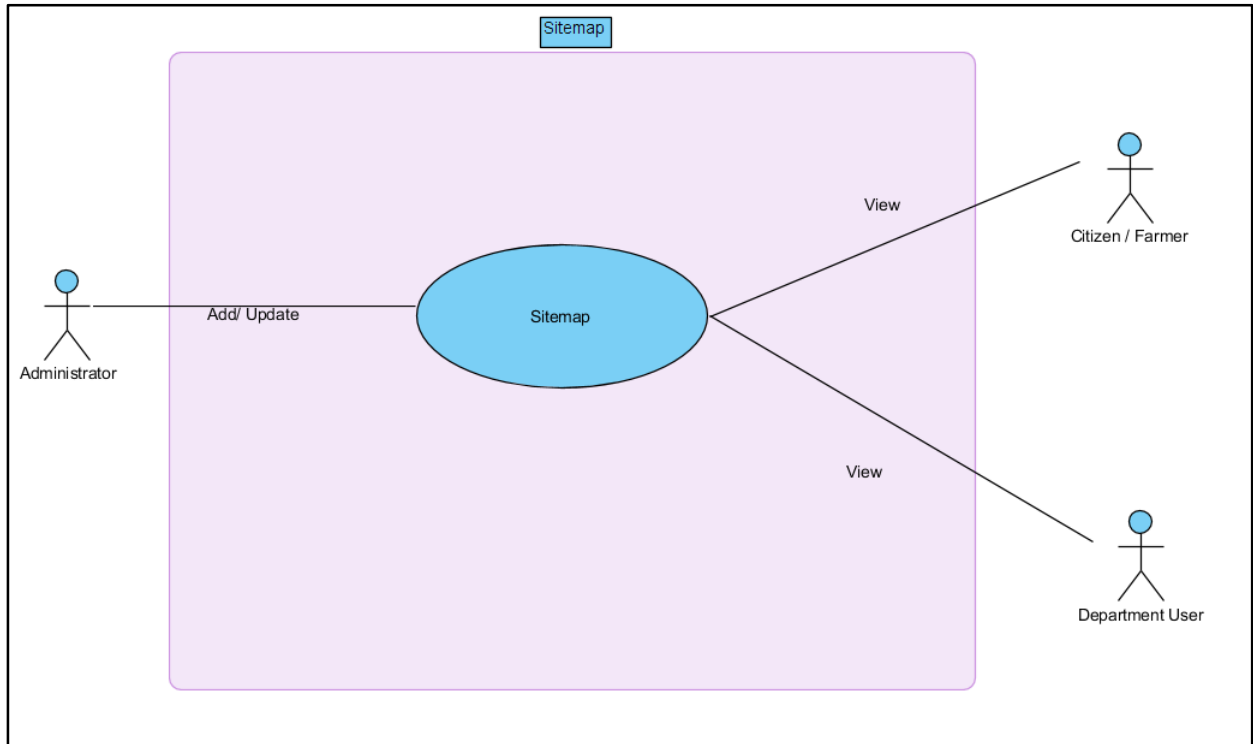 Sitemap
View
Citizen / Farmer
Sitemap
Add/ Update
Administrator
View
Department User